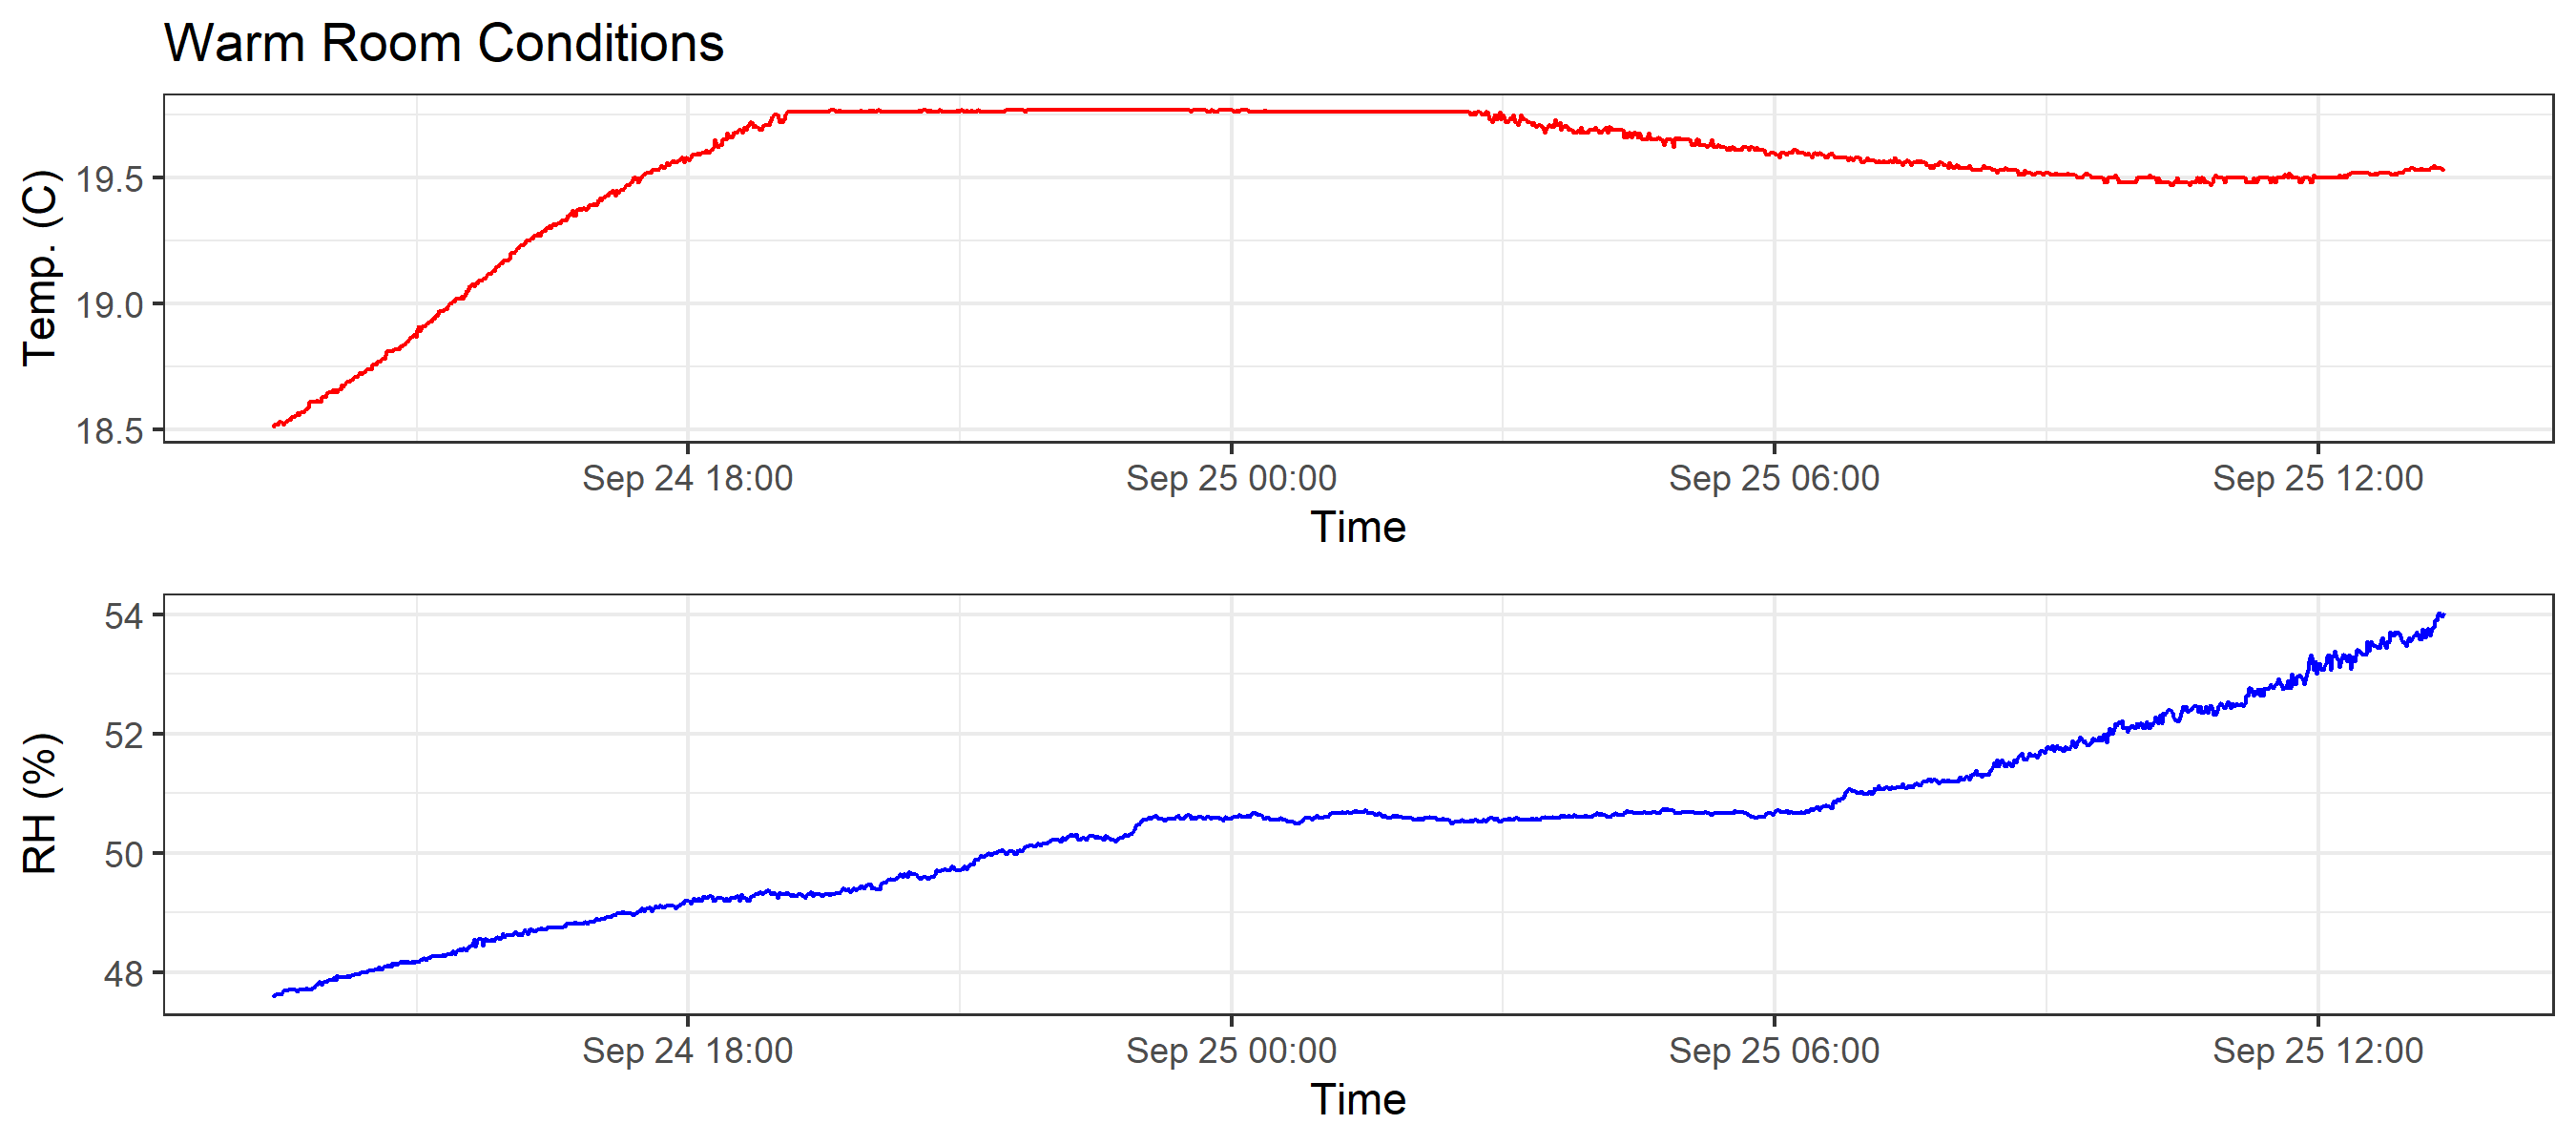 Warm Room Conditions
Temp. (C)
19.5
19.0
18.5
Sep 24 18:00 Sep 25 00:00 Sep 25 06:00 Sep 25 12:00
Time
RH (%)
54
52
50
48
Sep 24 18:00 Sep 25 00:00 Sep 25 06:00 Sep 25 12:00
Time